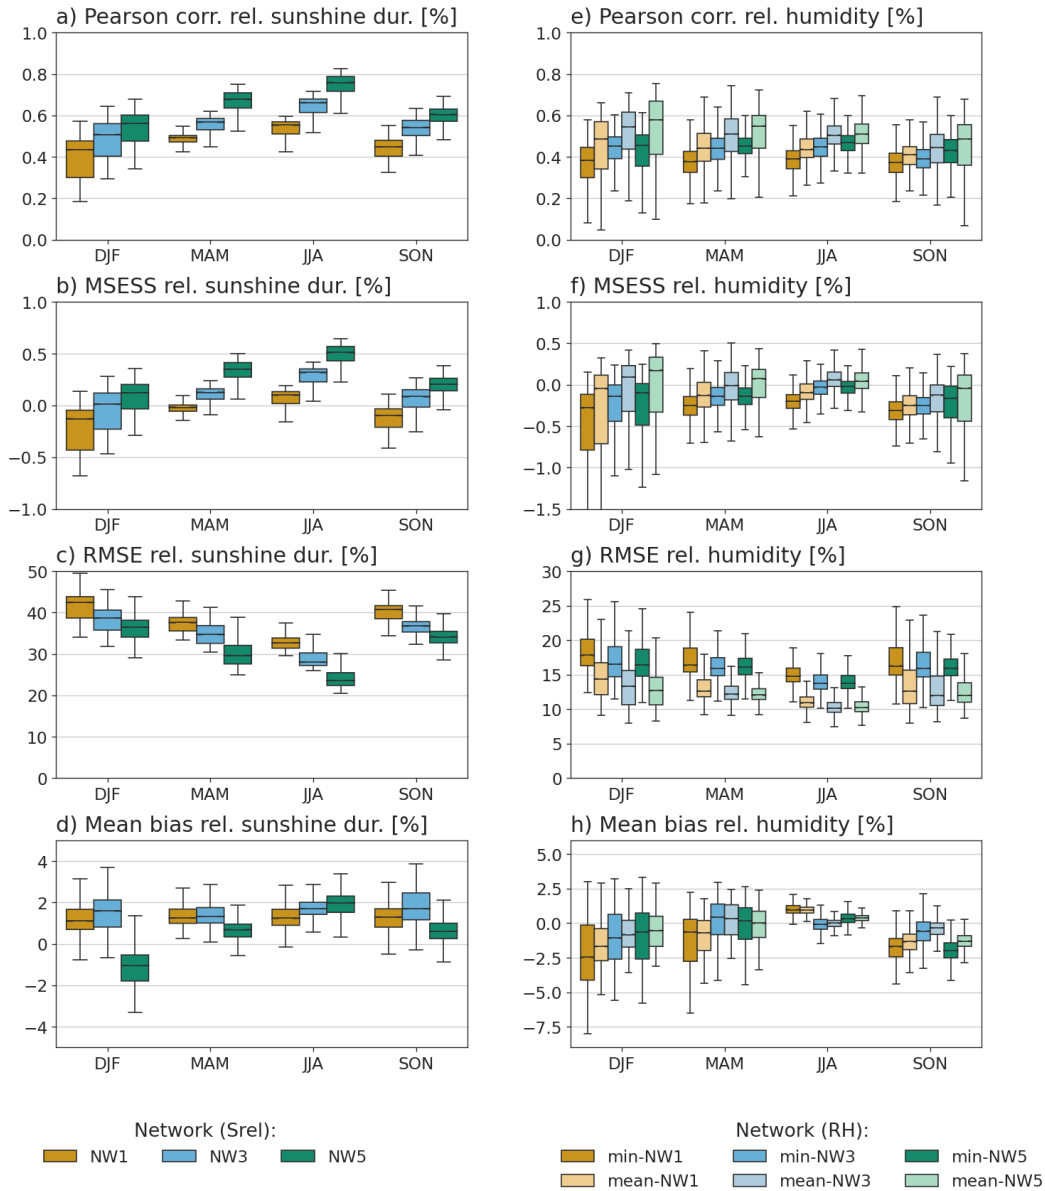 a) Pearson corr. rel. sunshine dur. [%]
1.0
0.8
0.6
0.4
0.2
0.0
DJF MAM JJA SON
e) Pearson corr. rel. humidity [%]
1.0
0.8
0.6
0.4
0.2
0.0
DJF MAM JJA SON
b) MSESS rel. sunshine dur. [%]
1.0
0.5
0.0
−0.5
−1.0
DJF MAM JJA SON
f) MSESS rel. humidity [%]
1.0
0.5
0.0
−0.5
−1.0
−1.5
DJF MAM JJA SON
c) RMSE rel. sunshine dur. [%]
50
40
30
20
10
0
DJF MAM JJA SON
g) RMSE rel. humidity [%]
30
25
20
15
10
5
0
DJF MAM JJA SON
d) Mean bias rel. sunshine dur. [%]
4
2
0
−2
−4
DJF MAM JJA SON
h) Mean bias rel. humidity [%]
5.0
2.5
0.0
−2.5
−5.0
−7.5
DJF MAM JJA SON
Network (Srel):
NW1 NW3 NW5
Network (RH):
min-NW1 min-NW3 min-NW5
mean-NW1 mean-NW3 mean-NW5